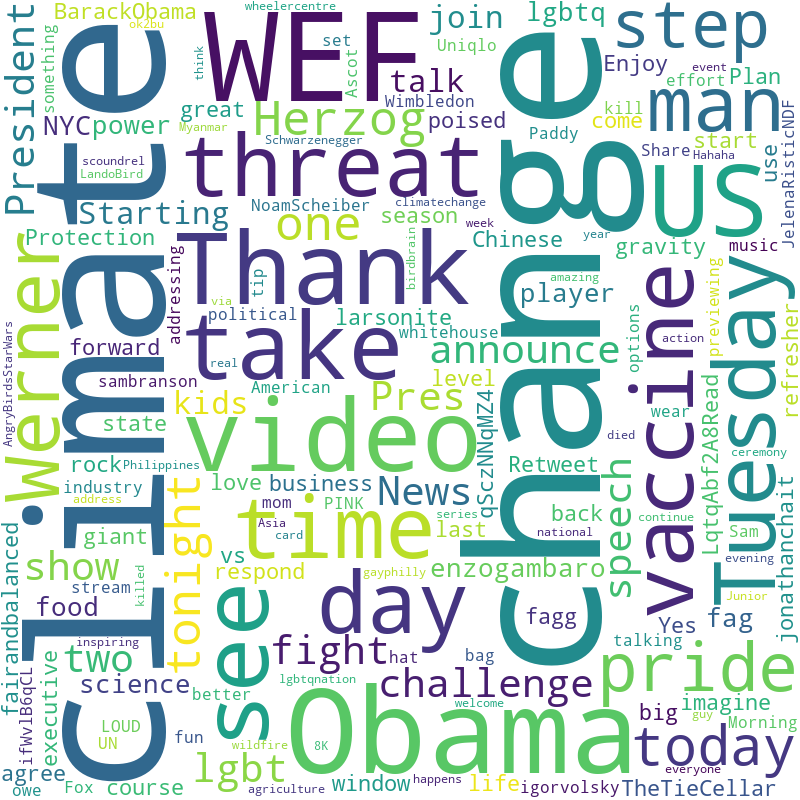 wheelercentre
BarackObama
ok2bu
WEF
join
lgbtq
step
President
something
climate
think
set
Uniqlo
Ascot
talk
Enjoy
effort
Plan
man
NYC
power
great
Herzog
Wimbledon
poised
change
kill
come
start
Myanmar
Paddy
scoundrel
LandoBird
threat
Schwarzenegger
Share
Hahaha
event
use
JelenaRisticNDF
US
Starting
NoamScheiber
climatechange
one
season
week
Chinese
year
gravity
music
Protection
addressing
Thank
birdbrain
amazing
Werner
tip
via
political
larsonite
player
vaccine
Tuesday
previewing
refresher
forward
real
take
whitehouse
announce
options
action
AngryBirdsStarWars
sambranson
American
level
kids
Pres
wear
state
video
qSczNNqMZ4
LqtqAbf2A8Read
died
ceremony
rock
Philippines
industry
love
business
News
Retweet
jonathanchait
address
tonight
mom
PINK
series
back
speech
giant
Asia
card
time
last
national
continue
Sam
fairandbalanced
vs
evening
show
stream
killed
see
respond
gayphilly
enzogambaro
Junior
food
day
fagg
Yes
fag
inspiring
two
fight
hat
talking
ifWvlB6qcL
executive
science
lgbtqnation
bag
challenge
pride
better
imagine
LOUD
Obama
welcome
big
guy
Morning
UN
fun
wildfire
8K
today
agree
lgbt
window
igorvolsky
everyone
owe
Fox
course
agriculture
happens
life
TheTieCellar